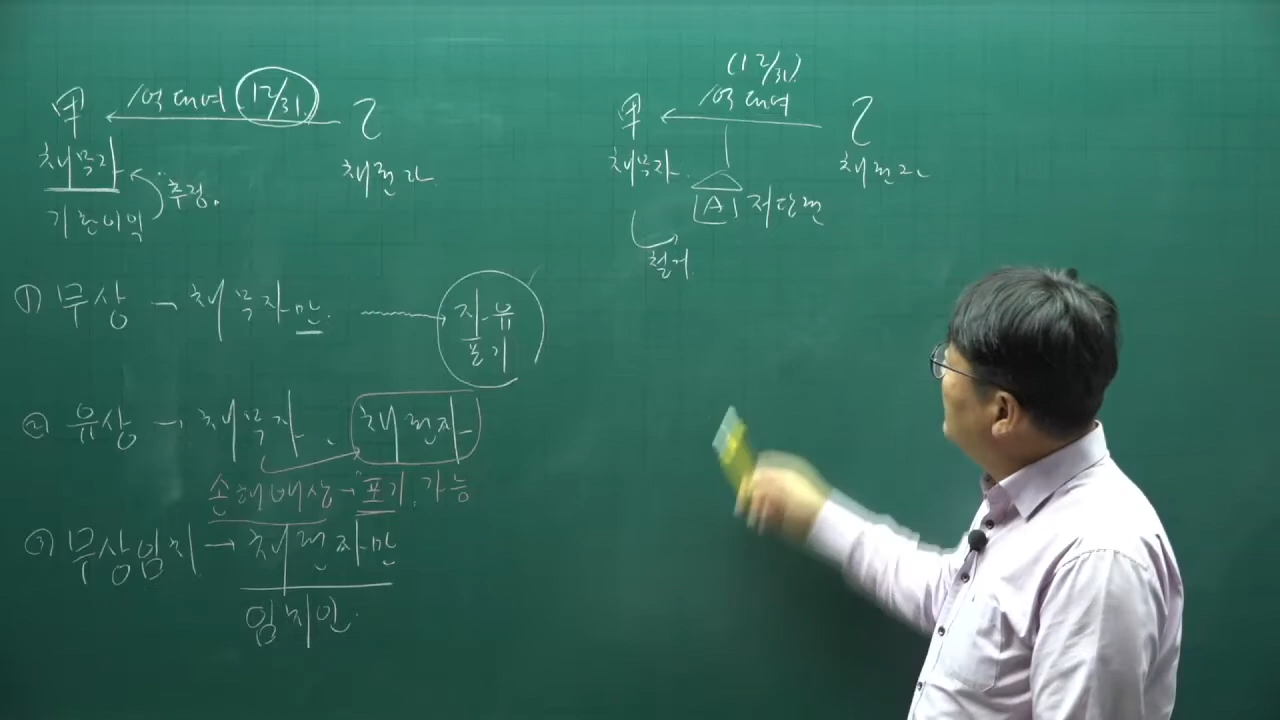 甲 1억 대여 12/31. 乙
채무자
채권자
기한이익 추정.
① 무상 → 채무자만. 자유
포기
② 유상 → 채무자, 채권자
손해배상 → 포기 가능
③ 무상임치 → 채권자만
임치인.
(12/31)
甲 1억 대여 乙
채무자. 채권자
A 저당권
철거